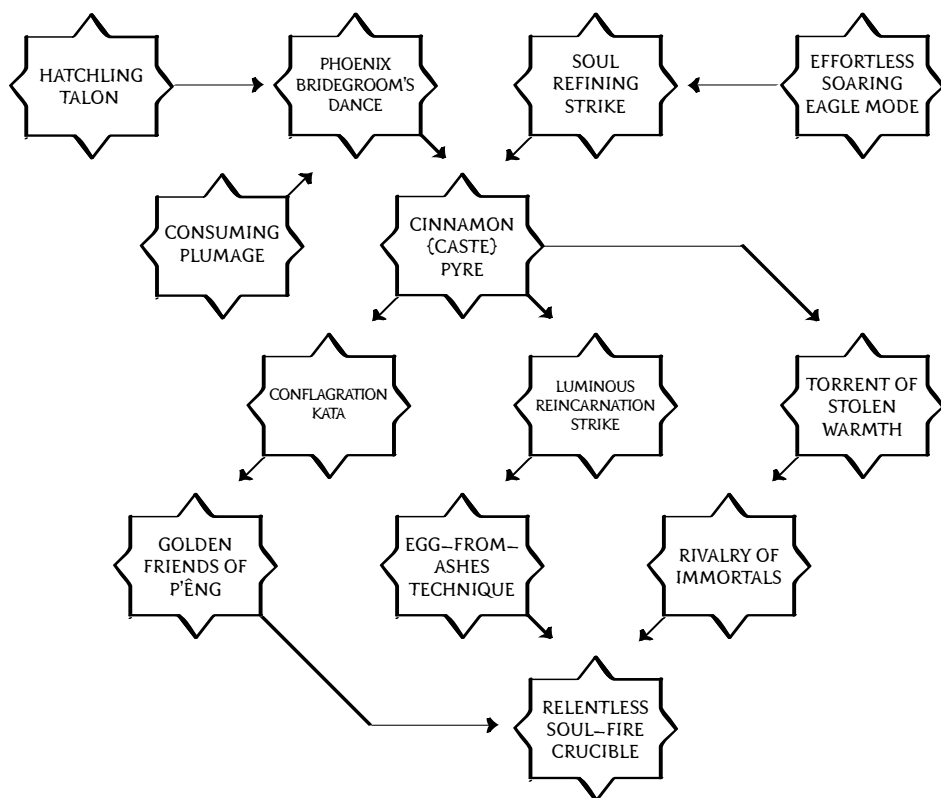 HATCHLING
TALON
PHOENIX
BRIDEGROOM'S
DANCE
SOUL
REFINING
STRIKE
EFFORTLESS
SOARING
EAGLE MODE
CONSUMING
PLUMAGE
CINNAMON
{CASTE}
PYRE
CONFLAGRATION
KATA
LUMINOUS
REINCARNATION
STRIKE
TORRENT OF
STOLEN
WARMTH
GOLDEN
FRIENDS OF
P'ÊNG
EGG–FROM–
ASHES
TECHNIQUE
RIVALRY OF
IMMORTALS
RELENTLESS
SOUL–FIRE
CRUCIBLE